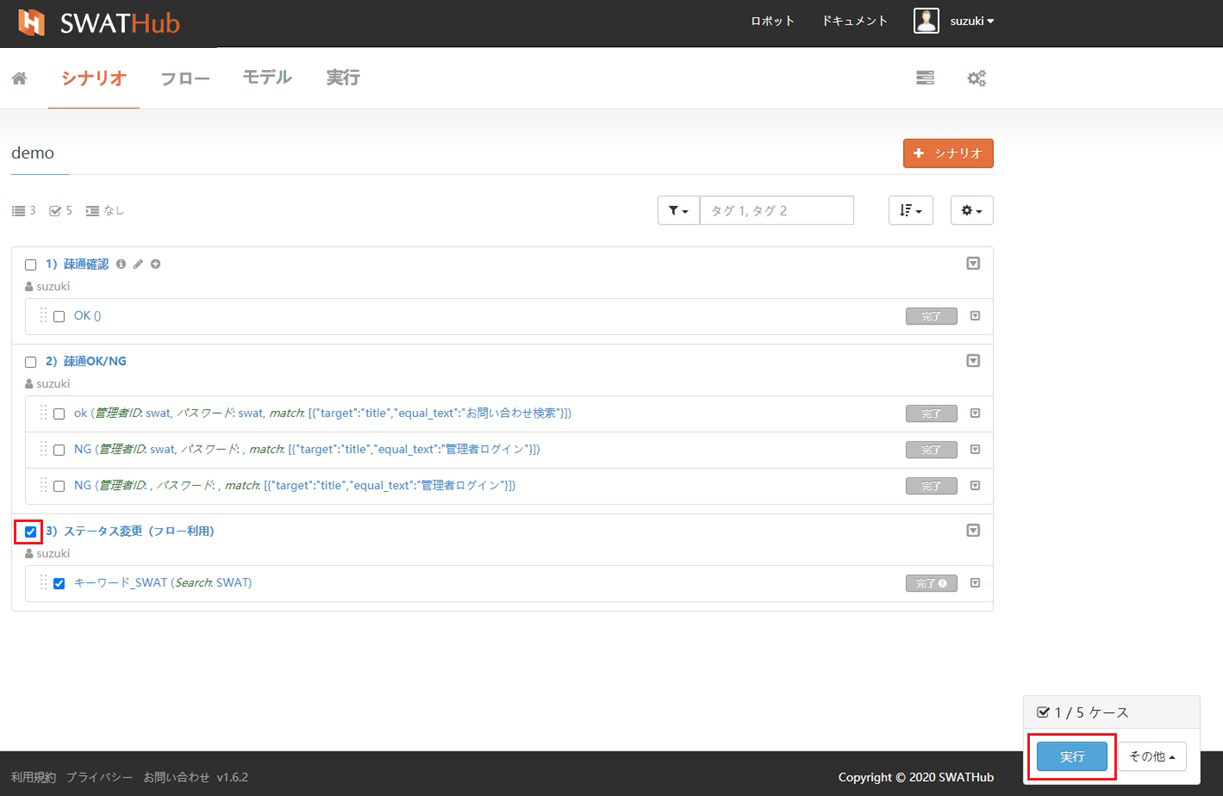 SWATHub
ロボット ドキュメント suzuki
シナリオ フロー モデル 実行
demo
シナリオ
3 5 なし
タグ 1, タグ 2
1）疎通確認
suzuki
OK ()
完了
2）疎通OK/NG
suzuki
ok (管理者ID: swat, パスワード: swat, match: [{"target":"title","equal_text":"お問い合わせ検索"}])
完了
NG (管理者ID: swat, パスワード: , match: [{"target":"title","equal_text":"管理者ログイン"}])
完了
NG (管理者ID: , パスワード: , match: [{"target":"title","equal_text":"管理者ログイン"}])
完了
3）ステータス変更（フロー利用）
suzuki
キーワード_SWAT (Search: SWAT)
完了
1 / 5 ケース
実行 その他
利用規約 プライバシー お問い合わせ v1.6.2
Copyright © 2020 SWATHub